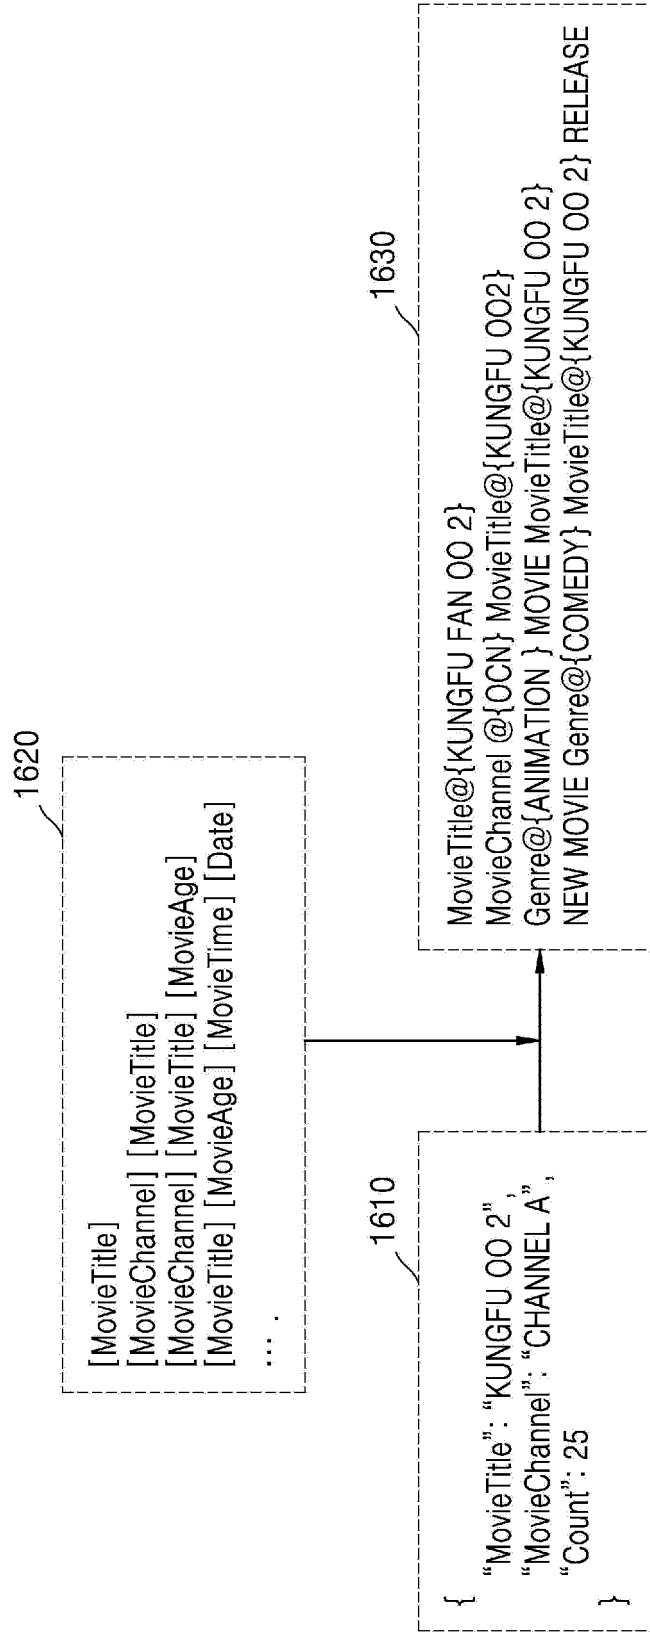 1620
[MovieTitle]
[MovieChannel] [MovieTitle]
[MovieChannel] [MovieTitle] [MovieAge]
[MovieTitle] [MovieAge] [MovieTime] [Date]
... .
1610
{
"MovieTitle": "KUNGFU OO 2",
"MovieChannel": "CHANNEL A",
"Count": 25
}
1630
MovieTitle@{KUNGFU FAN OO 2}
MovieChannel @{OCN} MovieTitle@{KUNGFU OO2}
Genre@{ANIMATION } MOVIE MovieTitle@{KUNGFU OO 2}
NEW MOVIE Genre@{COMEDY} MovieTitle@{KUNGFU OO 2} RELEASE